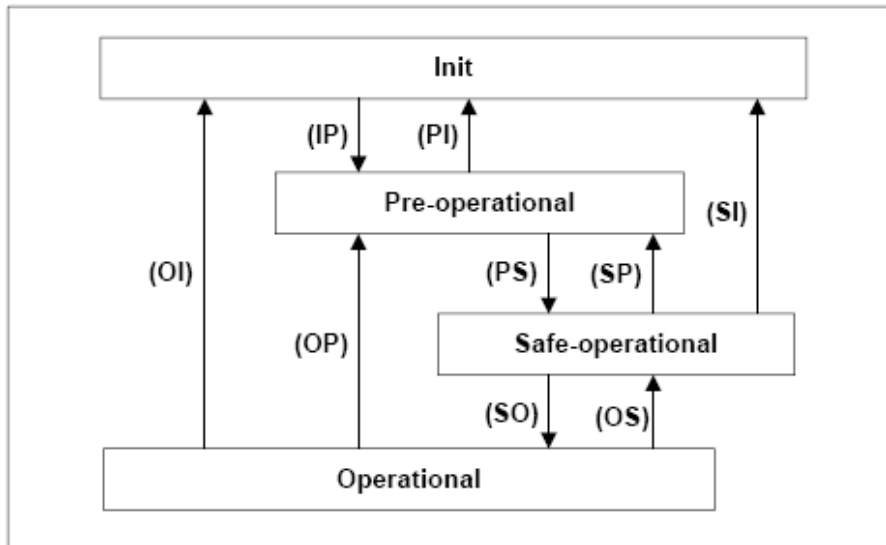 Init
(IP)
(PI)
Pre-operational
(SI)
(OI)
(PS)
(SP)
(OP)
Safe-operational
(SO)
(OS)
Operational